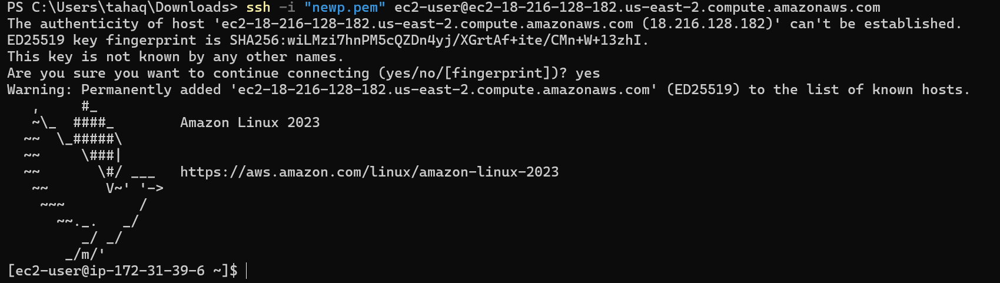 PS C:\Users\tahaq\Downloads> ssh -i "newp.pem" ec2-user@ec2-18-216-128-182.us-east-2.compute.amazonaws.com
The authenticity of host 'ec2-18-216-128-182.us-east-2.compute.amazonaws.com (18.216.128.182)' can't be established.
ED25519 key fingerprint is SHA256:wiLMzi7hnPM5cQZDn4yj/XGrtAf+ite/CMn+W+13zhI.
This key is not known by any other names.
Are you sure you want to continue connecting (yes/no/[fingerprint])? yes
Warning: Permanently added 'ec2-18-216-128-182.us-east-2.compute.amazonaws.com' (ED25519) to the list of known hosts.
   ,     #_
   ~\_  ####_        Amazon Linux 2023
  ~~  \_#####\
  ~~     \###|
  ~~       \#/ ___   https://aws.amazon.com/linux/amazon-linux-2023
   ~~       V~' '->
    ~~~         /
      ~~._.   _/
         _/ _/
       _/m/'
[ec2-user@ip-172-31-39-6 ~]$